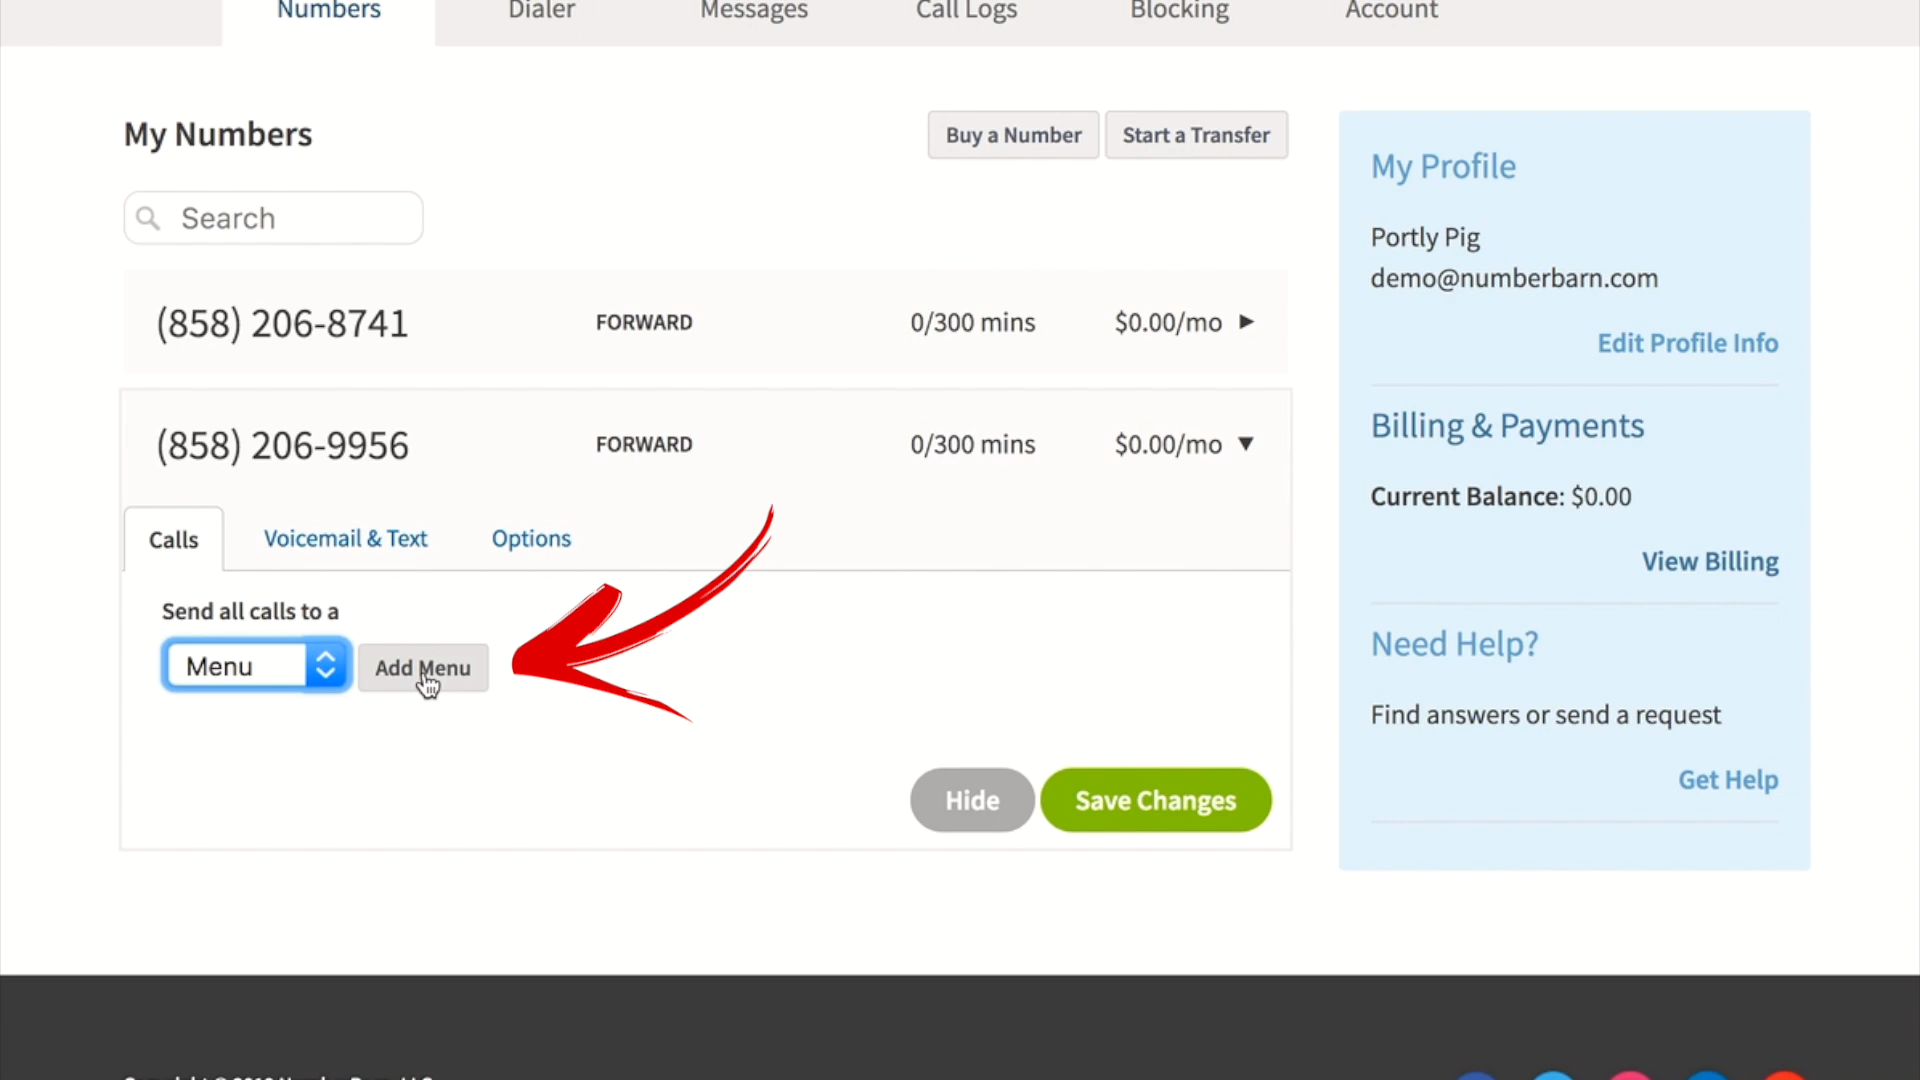 Numbers Dialer Messages Call Logs Blocking Account
My Numbers
Buy a Number Start a Transfer
Search
(858) 206-8741 FORWARD 0/300 mins $0.00/mo
(858) 206-9956 FORWARD 0/300 mins $0.00/mo
Calls Voicemail & Text Options
Send all calls to a
Menu Add Menu
Hide Save Changes
My Profile
Portly Pig
demo@numberbarn.com
Edit Profile Info
Billing & Payments
Current Balance: $0.00
View Billing
Need Help?
Find answers or send a request
Get Help